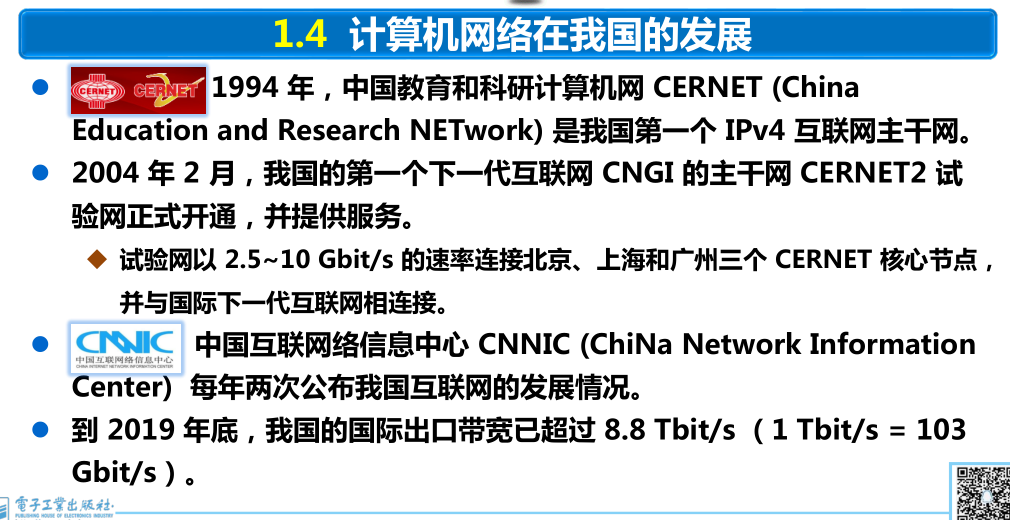 1.4 计算机网络在我国的发展
CERNET CERNET 1994 年，中国教育和科研计算机网 CERNET (China
Education and Research NETwork) 是我国第一个 IPv4 互联网主干网。
2004 年 2 月，我国的第一个下一代互联网 CNGI 的主干网 CERNET2 试
验网正式开通，并提供服务。
试验网以 2.5~10 Gbit/s 的速率连接北京、上海和广州三个 CERNET 核心节点，
并与国际下一代互联网相连接。
CNNIC
中国互联网络信息中心
CHINA INTERNET NETWORK INFORMATION CENTER
中国互联网络信息中心 CNNIC (ChiNa Network Information
Center) 每年两次公布我国互联网的发展情况。
到 2019 年底，我国的国际出口带宽已超过 8.8 Tbit/s （1 Tbit/s = 103
Gbit/s）。
電子工業出版社·
PUBLISHING HOUSE OF ELECTRONICS INDUSTRY